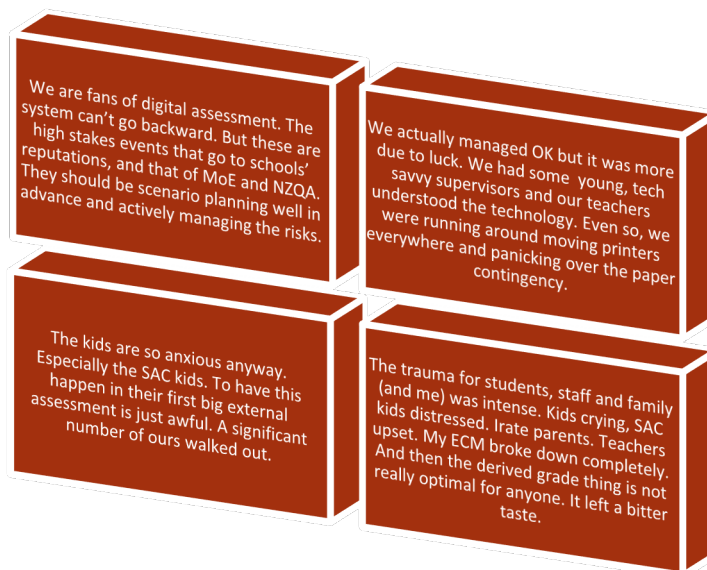 We are fans of digital assessment. The
system can’t go backward. But these are
high stakes events that go to schools’
reputations, and that of MoE and NZQA.
They should be scenario planning well in
advance and actively managing the risks.
We actually managed OK but it was more
due to luck. We had some young, tech
savvy supervisors and our teachers
understood the technology. Even so, we
were running around moving printers
everywhere and panicking over the paper
contingency.
The kids are so anxious anyway.
Especially the SAC kids. To have this
happen in their first big external
assessment is just awful. A significant
number of ours walked out.
The trauma for students, staff and family
(and me) was intense. Kids crying, SAC
kids distressed. Irate parents. Teachers
upset. My ECM broke down completely.
And then the derived grade thing is not
really optimal for anyone. It left a bitter
taste.